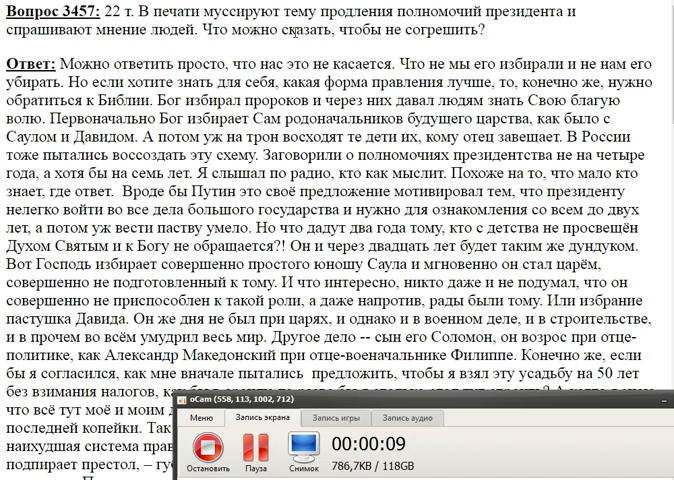 Вопрос 3457: 22 т. В печати муссируют тему продления полномочий президента и
спрашивают мнение людей. Что можно сказать, чтобы не согрешить?
Ответ: Можно ответить просто, что нас это не касается. Что не мы его избирали и не нам его
убирать. Но если хотите знать для себя, какая форма правления лучше, то, конечно же, нужно
обратиться к Библии. Бог избирал пророков и через них давал людям знать Свою благую
волю. Первоначально Бог избирает Сам родоначальников будущего царства, как было с
Саулом и Давидом. А потом уж на трон восходят те дети их, кому отец завещает. В России
тоже пытались воссоздать эту схему. Заговорили о полномочиях президентства не на четыре
года, а хотя бы на семь лет. Я слышал по радио, кто как мыслит. Похоже на то, что мало кто
знает, где ответ. Вроде бы Путин это своё предложение мотивировал тем, что президенту
нелегко войти во все дела большого государства и нужно для ознакомления со всем до двух
лет, а потом уж вести паству умело. Но что дадут два года тому, кто с детства не просвещён
Духом Святым и к Богу не обращается?! Он и через двадцать лет будет таким же дундуком.
Вот Господь избирает совершенно простого юношу Саула и мгновенно он стал царём,
совершенно не подготовленный к тому. И что интересно, никто даже и не подумал, что он
совершенно не приспособлен к такой роли, а даже напротив, рады были тому. Или избрание
пастушка Давида. Он же дня не был при царях, и однако и в военном деле, и в строительстве,
и в прочем во всём умудрил весь мир. Другое дело -- сын его Соломон, он возрос при отце-
политике, как Александр Македонский при отце-военачальнике Филиппе. Конечно же, если
бы я согласился, как мне вначале пытались предложить, чтобы я взял эту усадьбу на 50 лет
без взимания налогов,
что всё тут моё и моим
последней копейки. Так
наихудшая система
подпирает престол, –
oCam (558, 113, 1002, 712)
Меню Запись экрана Запись игры Запись аудио
Остановить Пауза Снимок 00:00:09
786,7KB / 118GB